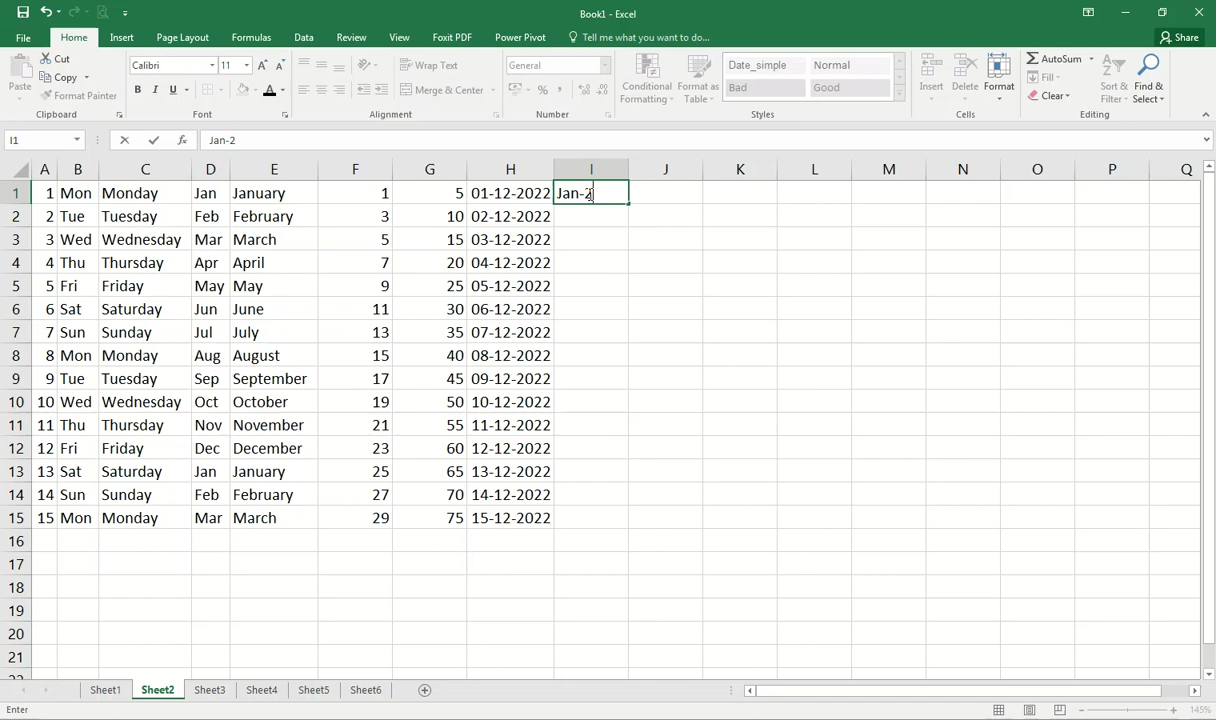 Book1 - Excel
File Home Insert Page Layout Formulas Data Review View Foxit PDF Power Pivot Tell me what you want to do... Share
Paste Cut Copy Format Painter Clipboard
Calibri 11 A A B I U A Font
Wrap Text Merge & Center Alignment
General % , Number
Conditional Formatting Format as Table Date_simple Normal Bad Good Styles
Insert Delete Format Cells
AutoSum Fill Clear Sort & Filter Find & Select Editing
I1 fx Jan-2
A B C D E F G H I J K L M N O P Q
1 1 Mon Monday Jan January 1 5 01-12-2022 Jan-2
2 2 Tue Tuesday Feb February 3 10 02-12-2022
3 3 Wed Wednesday Mar March 5 15 03-12-2022
4 4 Thu Thursday Apr April 7 20 04-12-2022
5 5 Fri Friday May May 9 25 05-12-2022
6 6 Sat Saturday Jun June 11 30 06-12-2022
7 7 Sun Sunday Jul July 13 35 07-12-2022
8 8 Mon Monday Aug August 15 40 08-12-2022
9 9 Tue Tuesday Sep September 17 45 09-12-2022
10 10 Wed Wednesday Oct October 19 50 10-12-2022
11 11 Thu Thursday Nov November 21 55 11-12-2022
12 12 Fri Friday Dec December 23 60 12-12-2022
13 13 Sat Saturday Jan January 25 65 13-12-2022
14 14 Sun Sunday Feb February 27 70 14-12-2022
15 15 Mon Monday Mar March 29 75 15-12-2022
16
17
18
19
20
21
Sheet1 Sheet2 Sheet3 Sheet4 Sheet5 Sheet6
Enter 145%